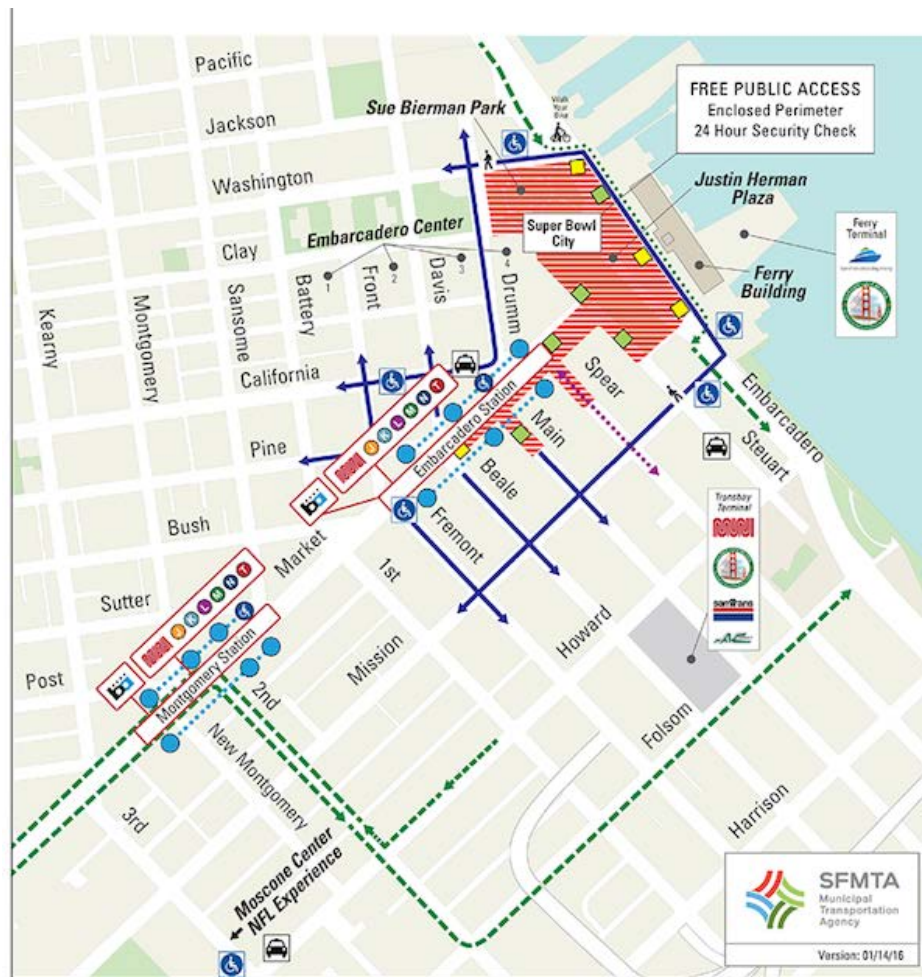 Pacific
Jackson
Washington
Clay
Sue Bierman Park
Walk
Your
Bike
FREE PUBLIC ACCESS
Enclosed Perimeter
24 Hour Security Check
Justin Herman
Plaza
Super Bowl
City
Embarcadero Center
1
2
3
4
Ferry
Building
Ferry
Terminal
Kearny
Montgomery
Sansome
Battery
Front
Davis
Drumm
California
Pine
Bush
Sutter
Post
Market
J K L M N T
Embarcadero Station
Spear
Main
Beale
Fremont
1st
Embarcadero
Steuart
J K L M N T
Montgomery Station
2nd
New Montgomery
3rd
Mission
Howard
Folsom
Harrison
Transbay
Terminal
samTrans
Moscone Center
NFL Experience
SFMTA
Municipal
Transportation
Agency
Version: 01/14/16